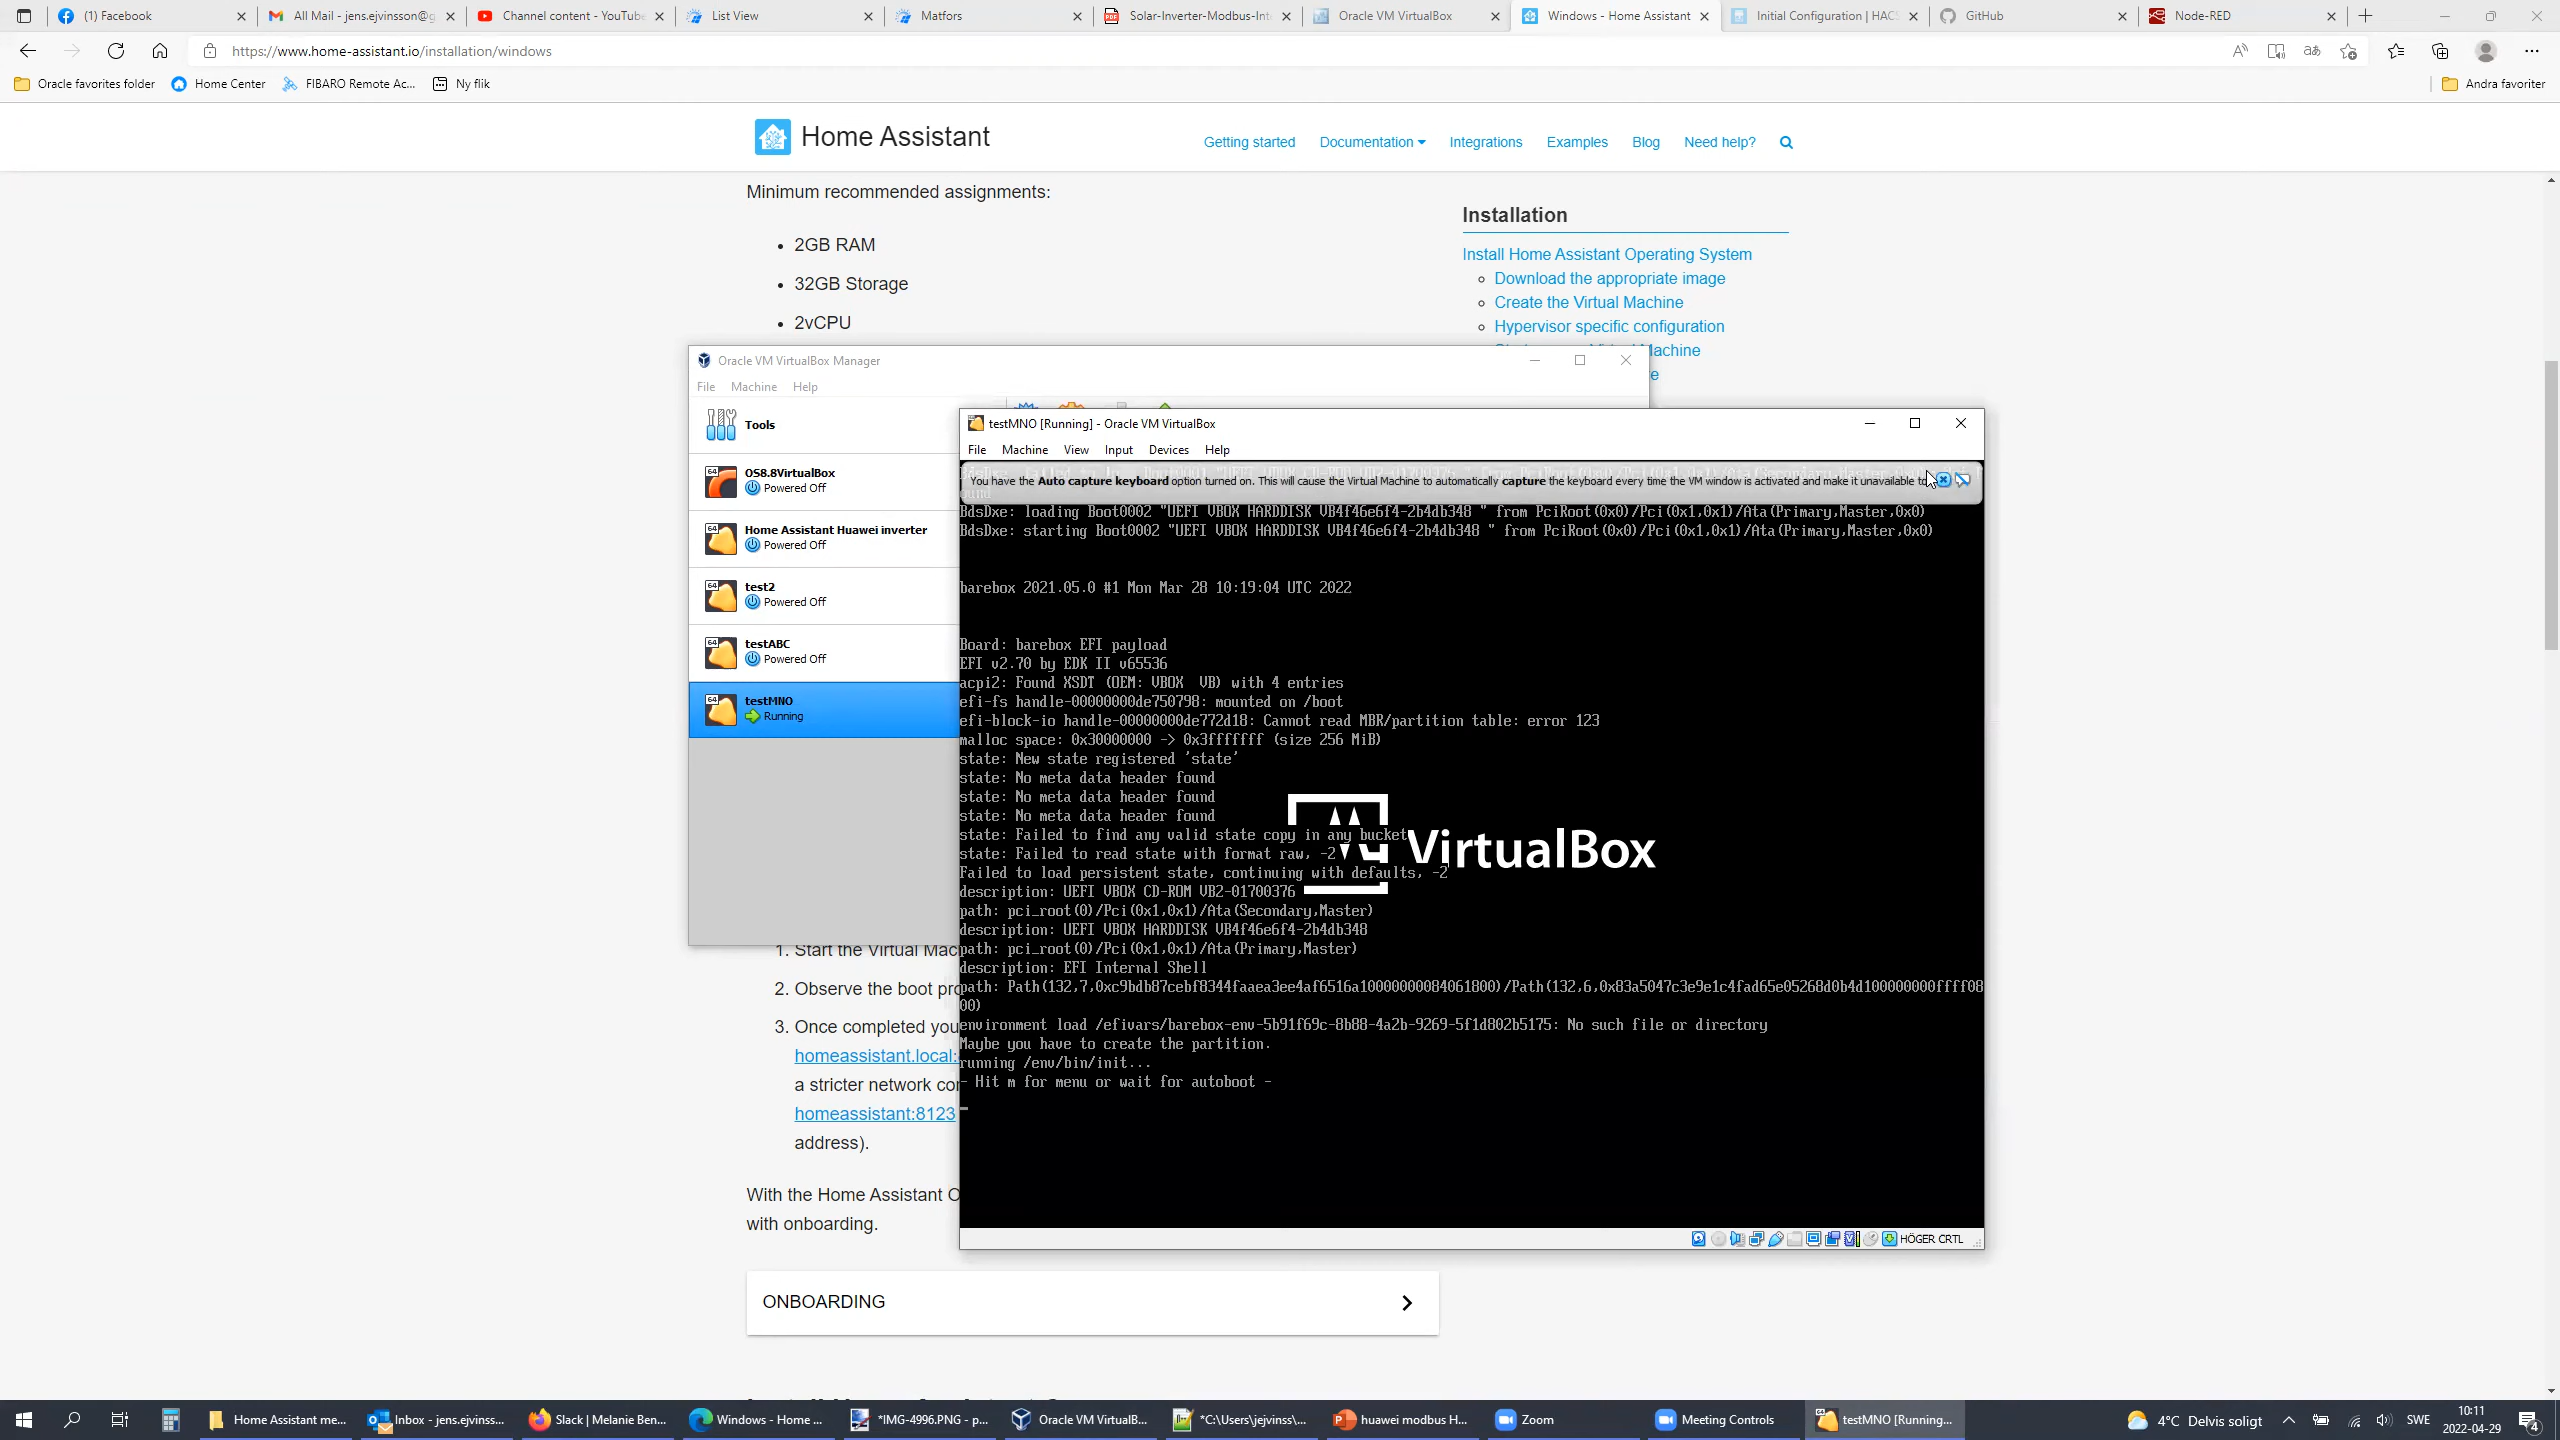 (1) Facebook
All Mail - jens.ejvinsson@g
Channel content - YouTube
List View
Matfors
Solar-Inverter-Modbus-Int
Oracle VM VirtualBox
Windows - Home Assistant
Initial Configuration | HACS
GitHub
Node-RED
https://www.home-assistant.io/installation/windows
Oracle favorites folder
Home Center
FIBARO Remote Ac...
Ny flik
Andra favoriter
Home Assistant
Getting started
Documentation
Integrations
Examples
Blog
Need help?
Minimum recommended assignments:
• 2GB RAM
• 32GB Storage
• 2vCPU
Installation
Install Home Assistant Operating System
Download the appropriate image
Create the Virtual Machine
Hypervisor specific configuration
Machine
Oracle VM VirtualBox Manager
File Machine Help
Tools
OS8.8VirtualBox
Powered Off
Home Assistant Huawei inverter
Powered Off
test2
Powered Off
testABC
Powered Off
testMNO
Running
testMNO [Running] - Oracle VM VirtualBox
File Machine View Input Devices Help
You have the Auto capture keyboard option turned on. This will cause the Virtual Machine to automatically capture the keyboard every time the VM window is activated and make it unavailable to
BdsDxe: loading Boot0002 "UEFI VBOX HARDDISK VB4f46e6f4-2b4db348 " from PciRoot(0x0)/Pci(0x1,0x1)/Ata(Primary,Master,0x0)
BdsDxe: starting Boot0002 "UEFI VBOX HARDDISK VB4f46e6f4-2b4db348 " from PciRoot(0x0)/Pci(0x1,0x1)/Ata(Primary,Master,0x0)
barebox 2021.05.0 #1 Mon Mar 28 10:19:04 UTC 2022
Board: barebox EFI payload
EFI v2.70 by EDK II v65536
acpi2: Found XSDT (OEM: VBOX  VB) with 4 entries
efi-fs handle-00000000de750798: mounted on /boot
efi-block-io handle-00000000de772d18: Cannot read MBR/partition table: error 123
malloc space: 0x30000000 -> 0x3fffffff (size 256 MiB)
state: New state registered 'state'
state: No meta data header found
state: No meta data header found
state: No meta data header found
state: Failed to find any valid state copy in any bucket
state: Failed to read state with format raw, -2
VirtualBox
Failed to load persistent state, continuing with defaults, -2
description: UEFI VBOX CD-ROM VB2-01700376
path: pci_root(0)/Pci(0x1,0x1)/Ata(Secondary,Master)
description: UEFI VBOX HARDDISK VB4f46e6f4-2b4db348
path: pci_root(0)/Pci(0x1,0x1)/Ata(Primary,Master)
description: EFI Internal Shell
path: Path(132,7,0xc9bdb87cebf8344faaea3ee4af6516a10000000084061800)/Path(132,6,0x83a5047c3e9e1c4fad65e05268d0b4d100000000ffff08
00)
environment load /efivars/barebox-env-5b91f69c-8b88-4a2b-9269-5f1d802b5175: No such file or directory
Maybe you have to create the partition.
running /env/bin/init...
- Hit m for menu or wait for autoboot -
HÖGER CRTL
1. Start the Virtual Mac
2. Observe the boot pro
3. Once completed you
homeassistant.local:
a stricter network con
homeassistant:8123
address).
With the Home Assistant O
with onboarding.
ONBOARDING
Home Assistant me...
Inbox - jens.ejvinss...
Slack | Melanie Ben...
Windows - Home ...
*IMG-4996.PNG - p...
Oracle VM VirtualB...
*C:\Users\jejvinss\...
huawei modbus H...
Zoom
Meeting Controls
testMNO [Running...
4°C Delvis soligt
SWE
10:11
2022-04-29
4